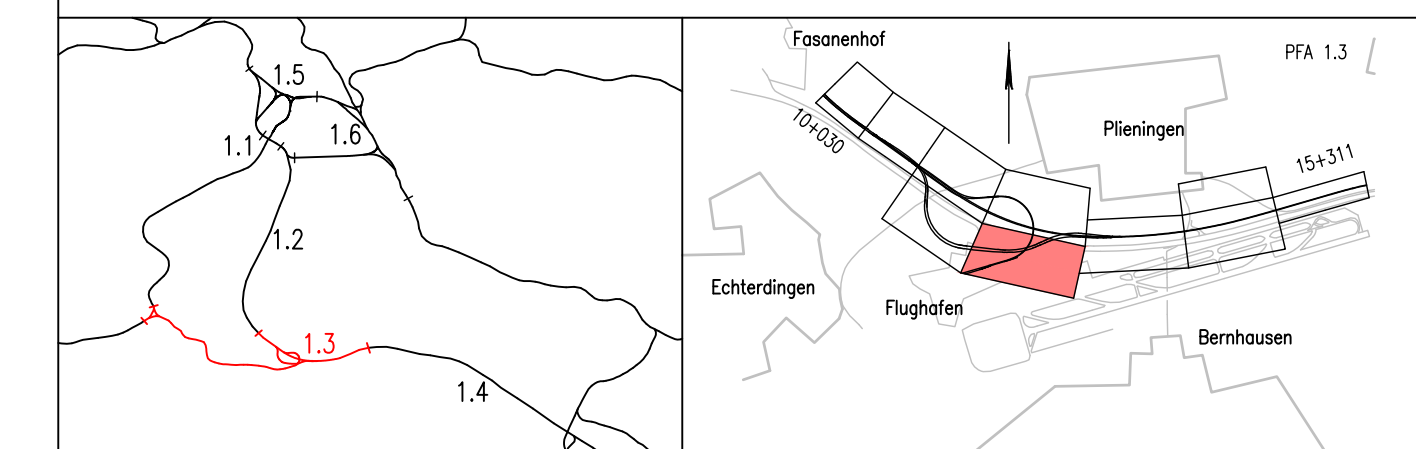 1.5
1.6
1.1
1.2
1.3
1.4
Fasanenhof
PFA 1.3
10+030
Plieningen
15+311
Echterdingen
Flughafen
Bernhausen